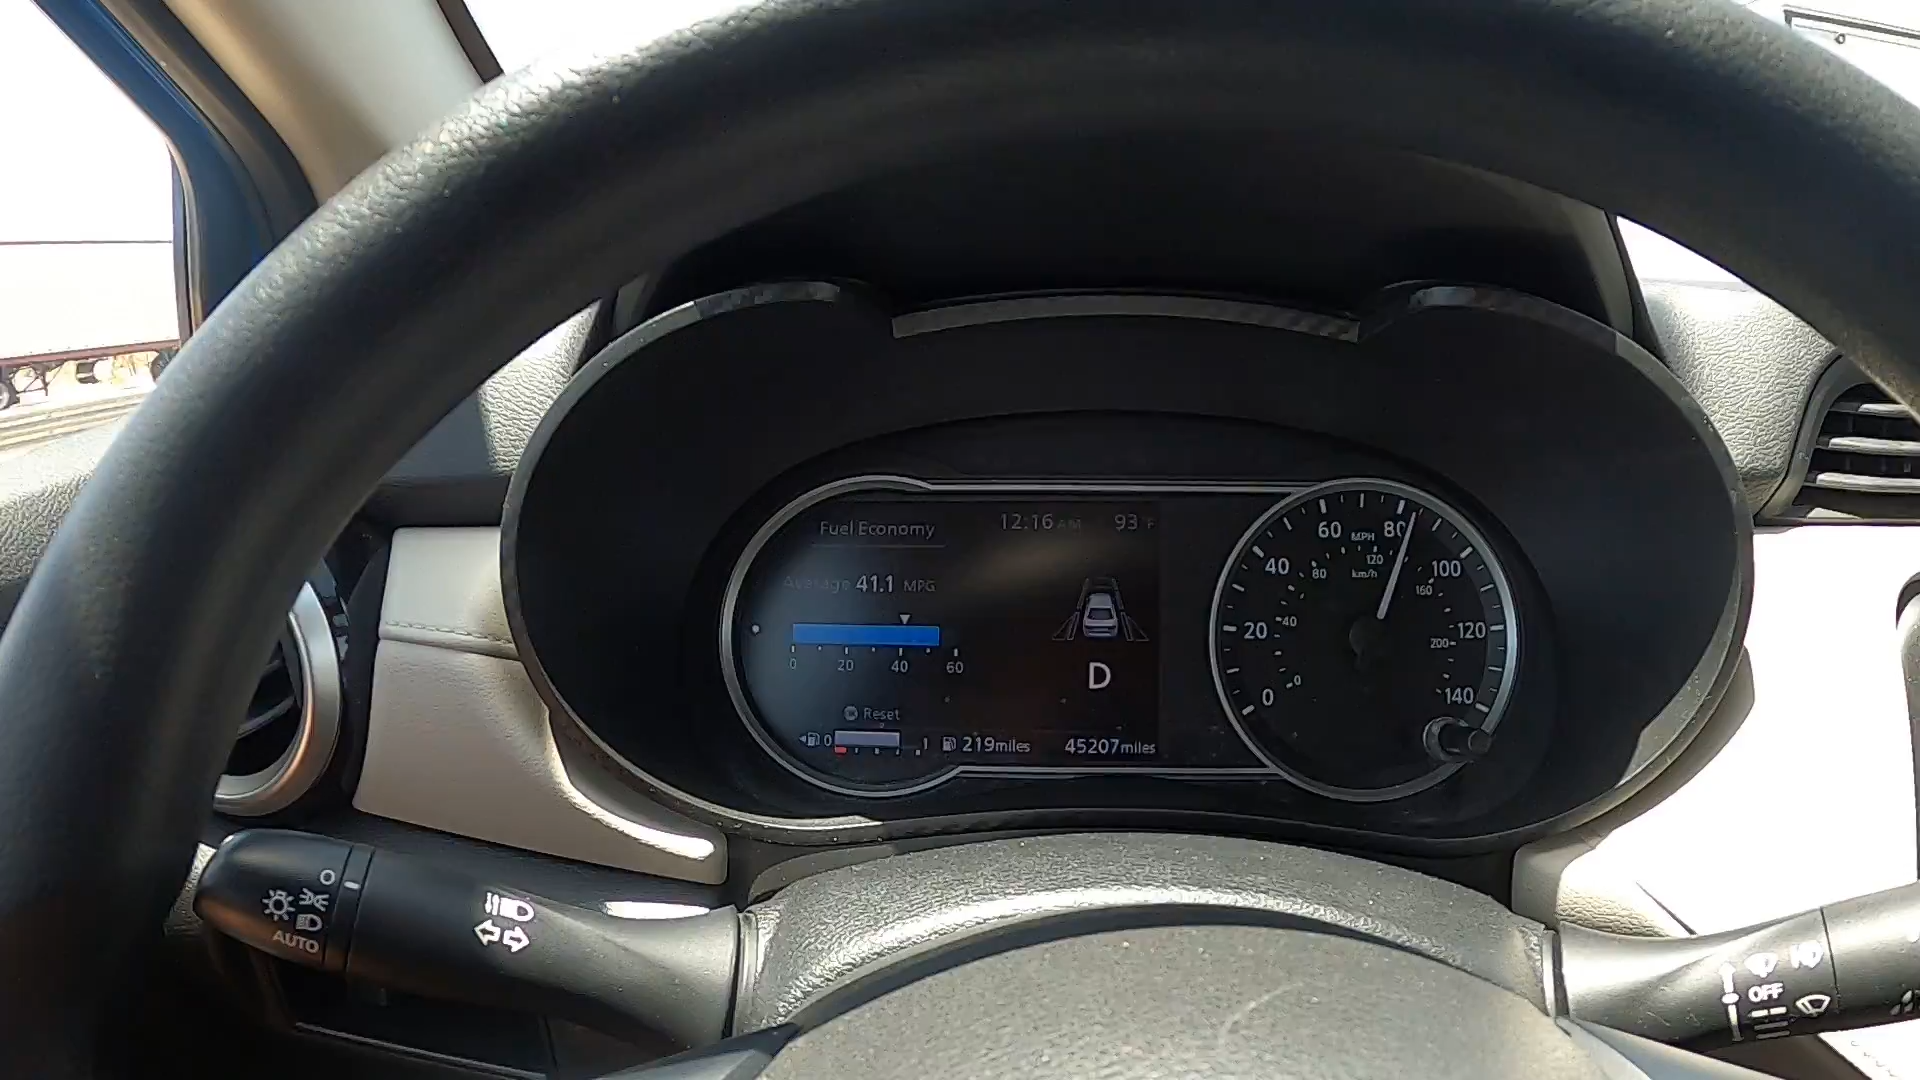 Fuel Economy
12:16 AM 93 °F
Average 41.1 MPG
0 20 40 60
D
Reset
0 1 219miles 45207miles
0 20 40 60 80 100 120 140
MPH
km/h
0 40 80 120 160 200
AUTO
OFF